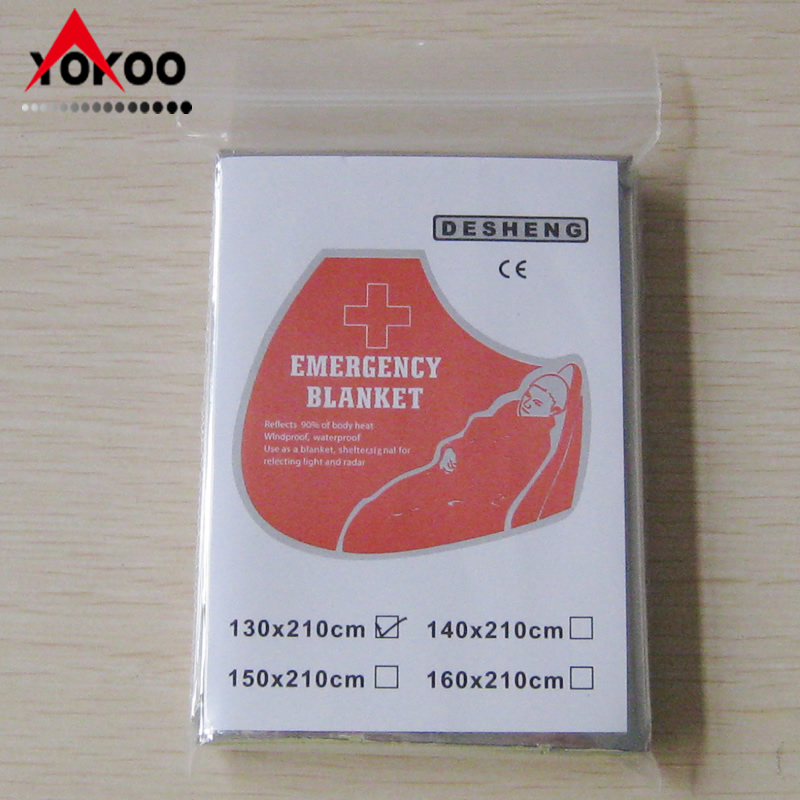 YOKOO
DESHENG
CE
EMERGENCY
BLANKET
Reflects 90% of body heat
Windproof, waterproof
Use as a blanket, shelter,signal for
relecting light and radar
130x210cm 140x210cm
150x210cm 160x210cm